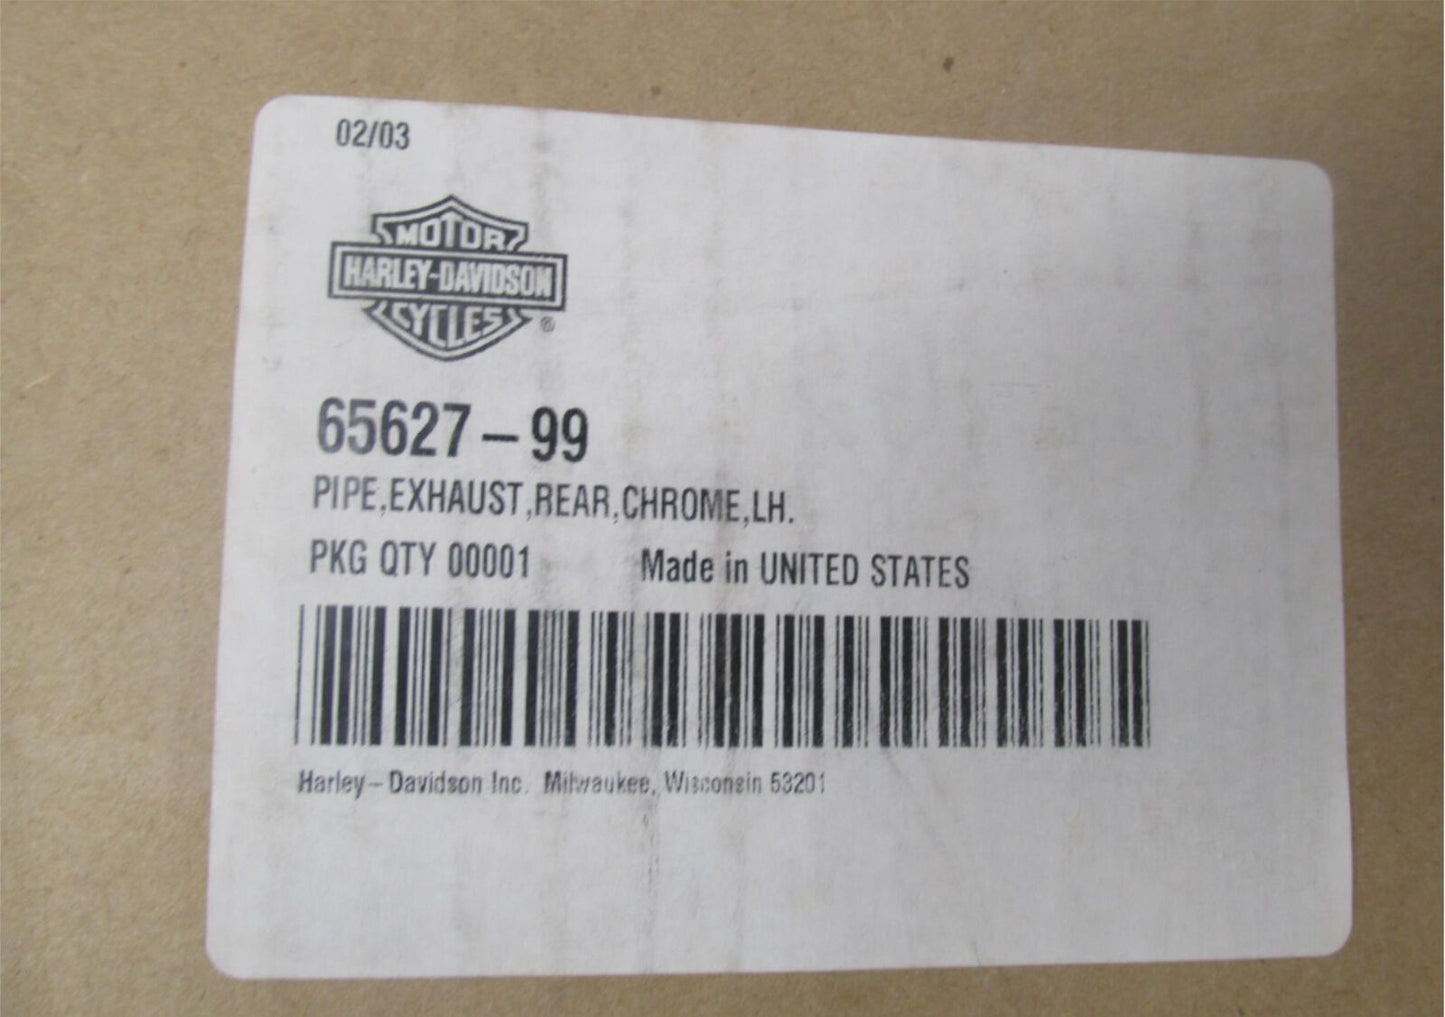 02/03
MOTOR
HARLEY-DAVIDSON
CYCLES
®
65627-99
PIPE,EXHAUST,REAR,CHROME,LH.
PKG QTY 00001 Made in UNITED STATES
Harley-Davidson Inc. Milwaukee, Wisconsin 53201